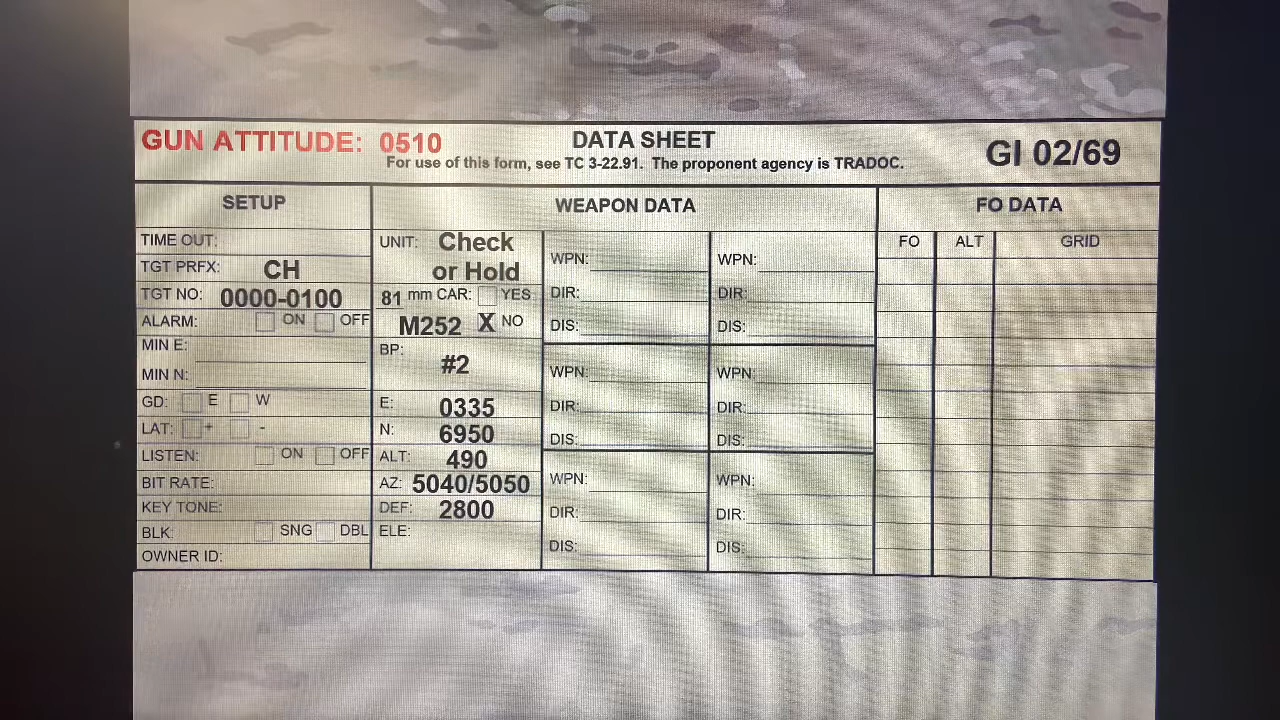 GUN ATTITUDE: 0510
DATA SHEET
For use of this form, see TC 3-22.91. The proponent agency is TRADOC.
GI 02/69
SETUP
TIME OUT:
TGT PRFX: CH
TGT NO: 0000-0100
ALARM: ON OFF
MIN E:
MIN N:
GD: E W
LAT: + -
LISTEN: ON OFF
BIT RATE:
KEY TONE:
BLK: SNG DBL
OWNER ID:
WEAPON DATA
UNIT: Check
or Hold
81 mm CAR: YES
M252 X NO
BP:
#2
E: 0335
N: 6950
ALT: 490
AZ: 5040/5050
DEF: 2800
ELE:
WPN:
DIR:
DIS:
WPN:
DIR:
DIS:
WPN:
DIR:
DIS:
WPN:
DIR:
DIS:
WPN:
DIR:
DIS:
WPN:
DIR:
DIS:
FO DATA
FO ALT GRID